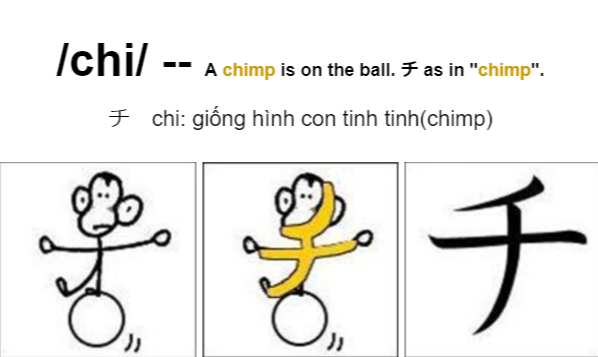 /chi/ -- A chimp is on the ball. チ as in "chimp".
チ chi: giống hình con tinh tinh(chimp)
チ